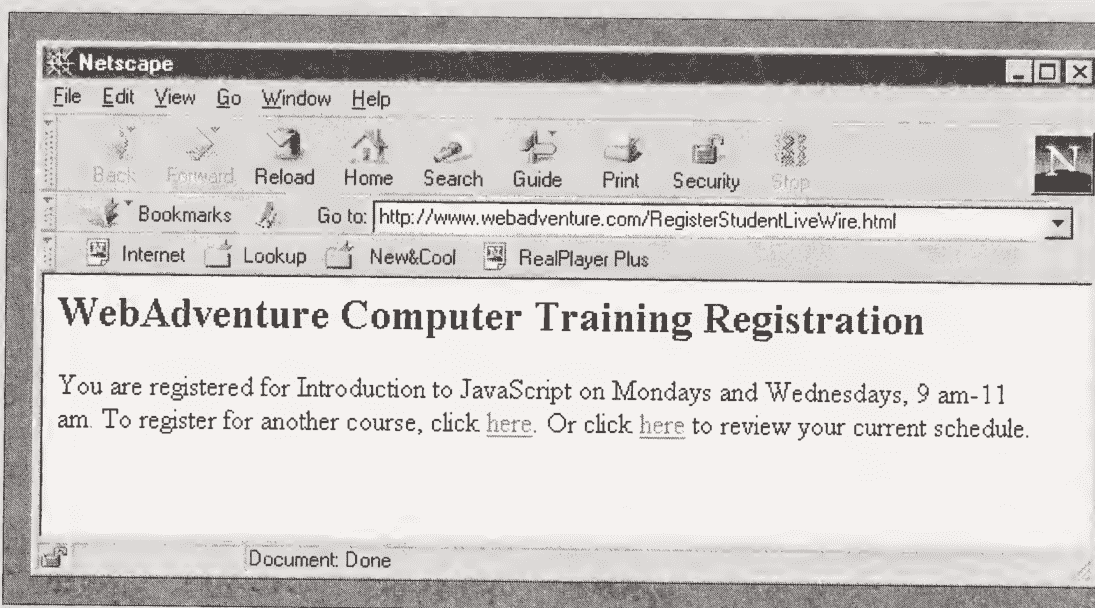 Netscape
File Edit View Go Window Help
Back Forward Reload Home Search Guide Print Security Stop
N
Bookmarks Go to: http://www.webadventure.com/RegisterStudentLiveWire.html
Internet Lookup New&Cool RealPlayer Plus
WebAdventure Computer Training Registration
You are registered for Introduction to JavaScript on Mondays and Wednesdays, 9 am-11
am. To register for another course, click here. Or click here to review your current schedule.
Document: Done